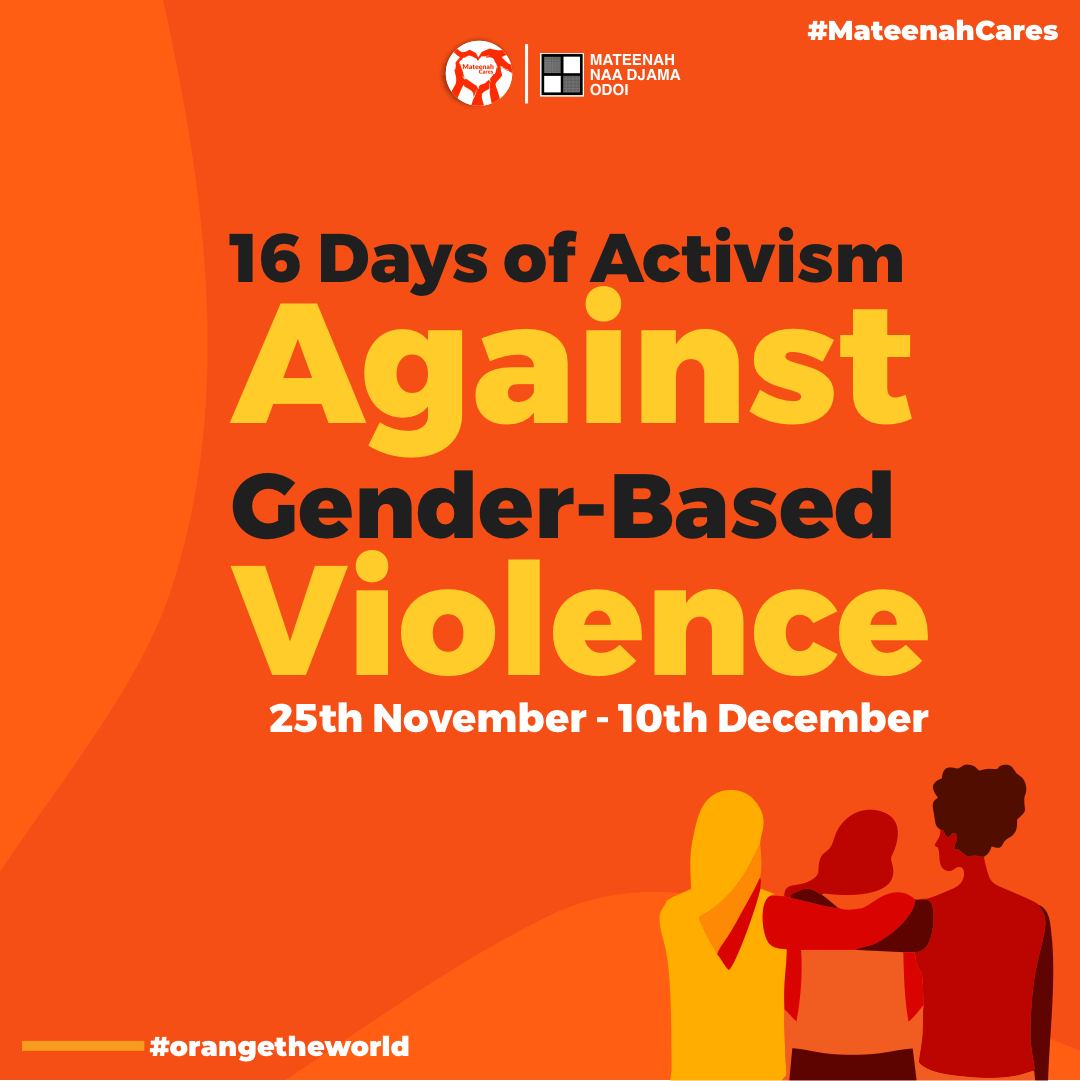 #MateenahCares
Mateenah
Cares
MATEENAH
NAA DJAMA
ODOI
16 Days of Activism
Against
Gender-Based
Violence
25th November - 10th December
#orangetheworld